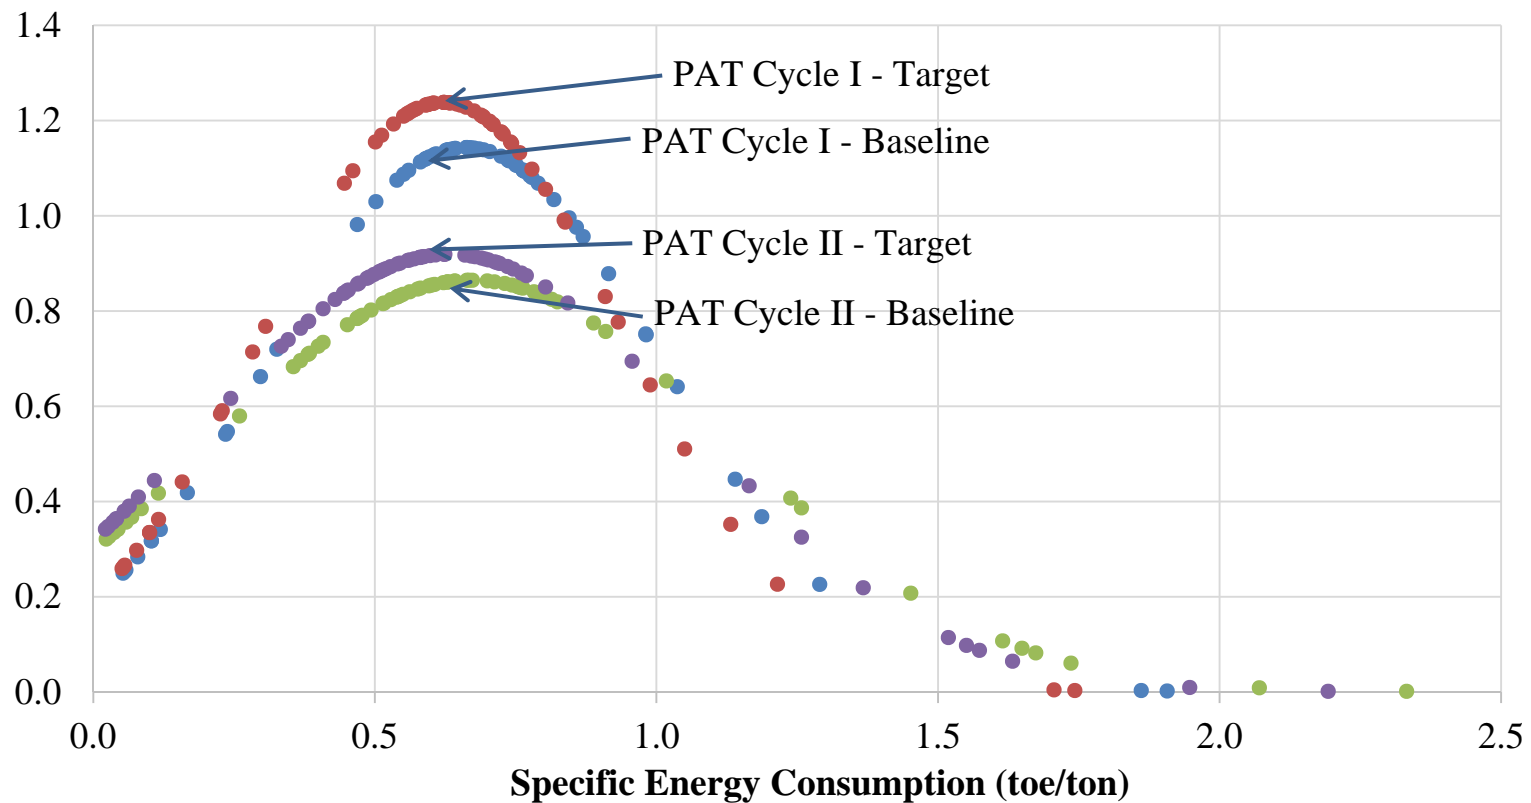 1.4
PAT Cycle I - Target
1.2
PAT Cycle I - Baseline
1.0
PAT Cycle II - Target
0.8
PAT Cycle II - Baseline
0.6
0.4
0.2
0.0
0.0 0.5 1.0 1.5 2.0 2.5
Specific Energy Consumption (toe/ton)